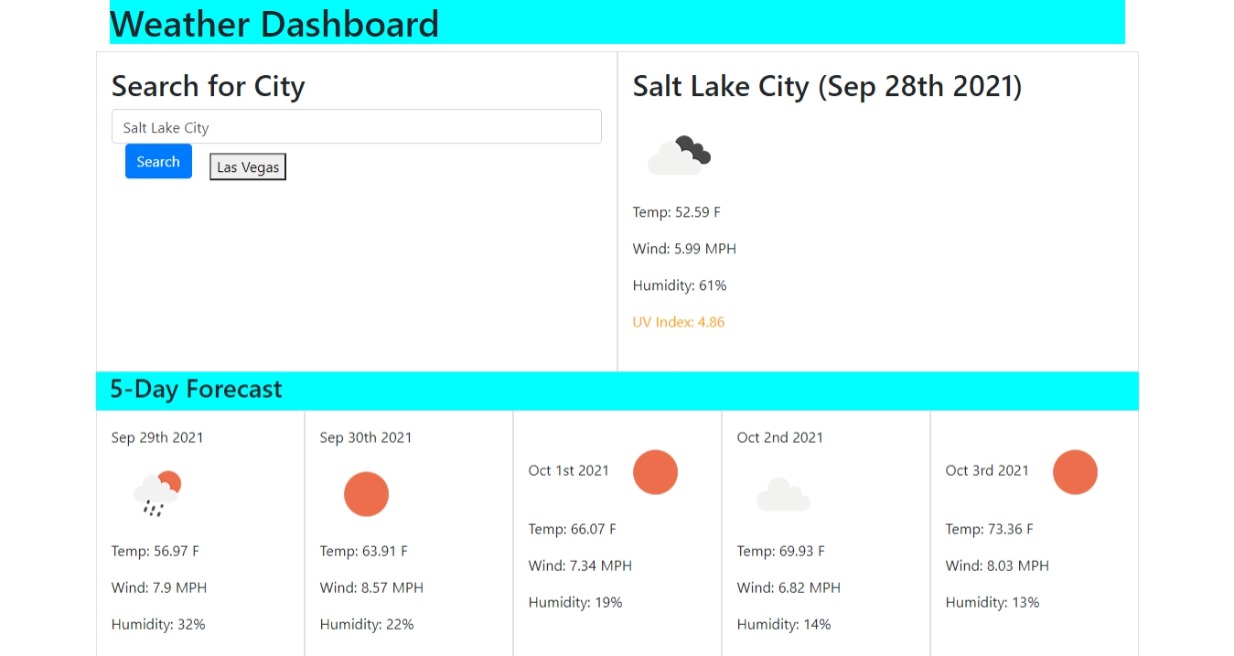 Weather Dashboard
Search for City
Salt Lake City
Search
Las Vegas
Salt Lake City (Sep 28th 2021)
Temp: 52.59 F
Wind: 5.99 MPH
Humidity: 61%
UV Index: 4.86
5-Day Forecast
Sep 29th 2021
Temp: 56.97 F
Wind: 7.9 MPH
Humidity: 32%
Sep 30th 2021
Temp: 63.91 F
Wind: 8.57 MPH
Humidity: 22%
Oct 1st 2021
Temp: 66.07 F
Wind: 7.34 MPH
Humidity: 19%
Oct 2nd 2021
Temp: 69.93 F
Wind: 6.82 MPH
Humidity: 14%
Oct 3rd 2021
Temp: 73.36 F
Wind: 8.03 MPH
Humidity: 13%